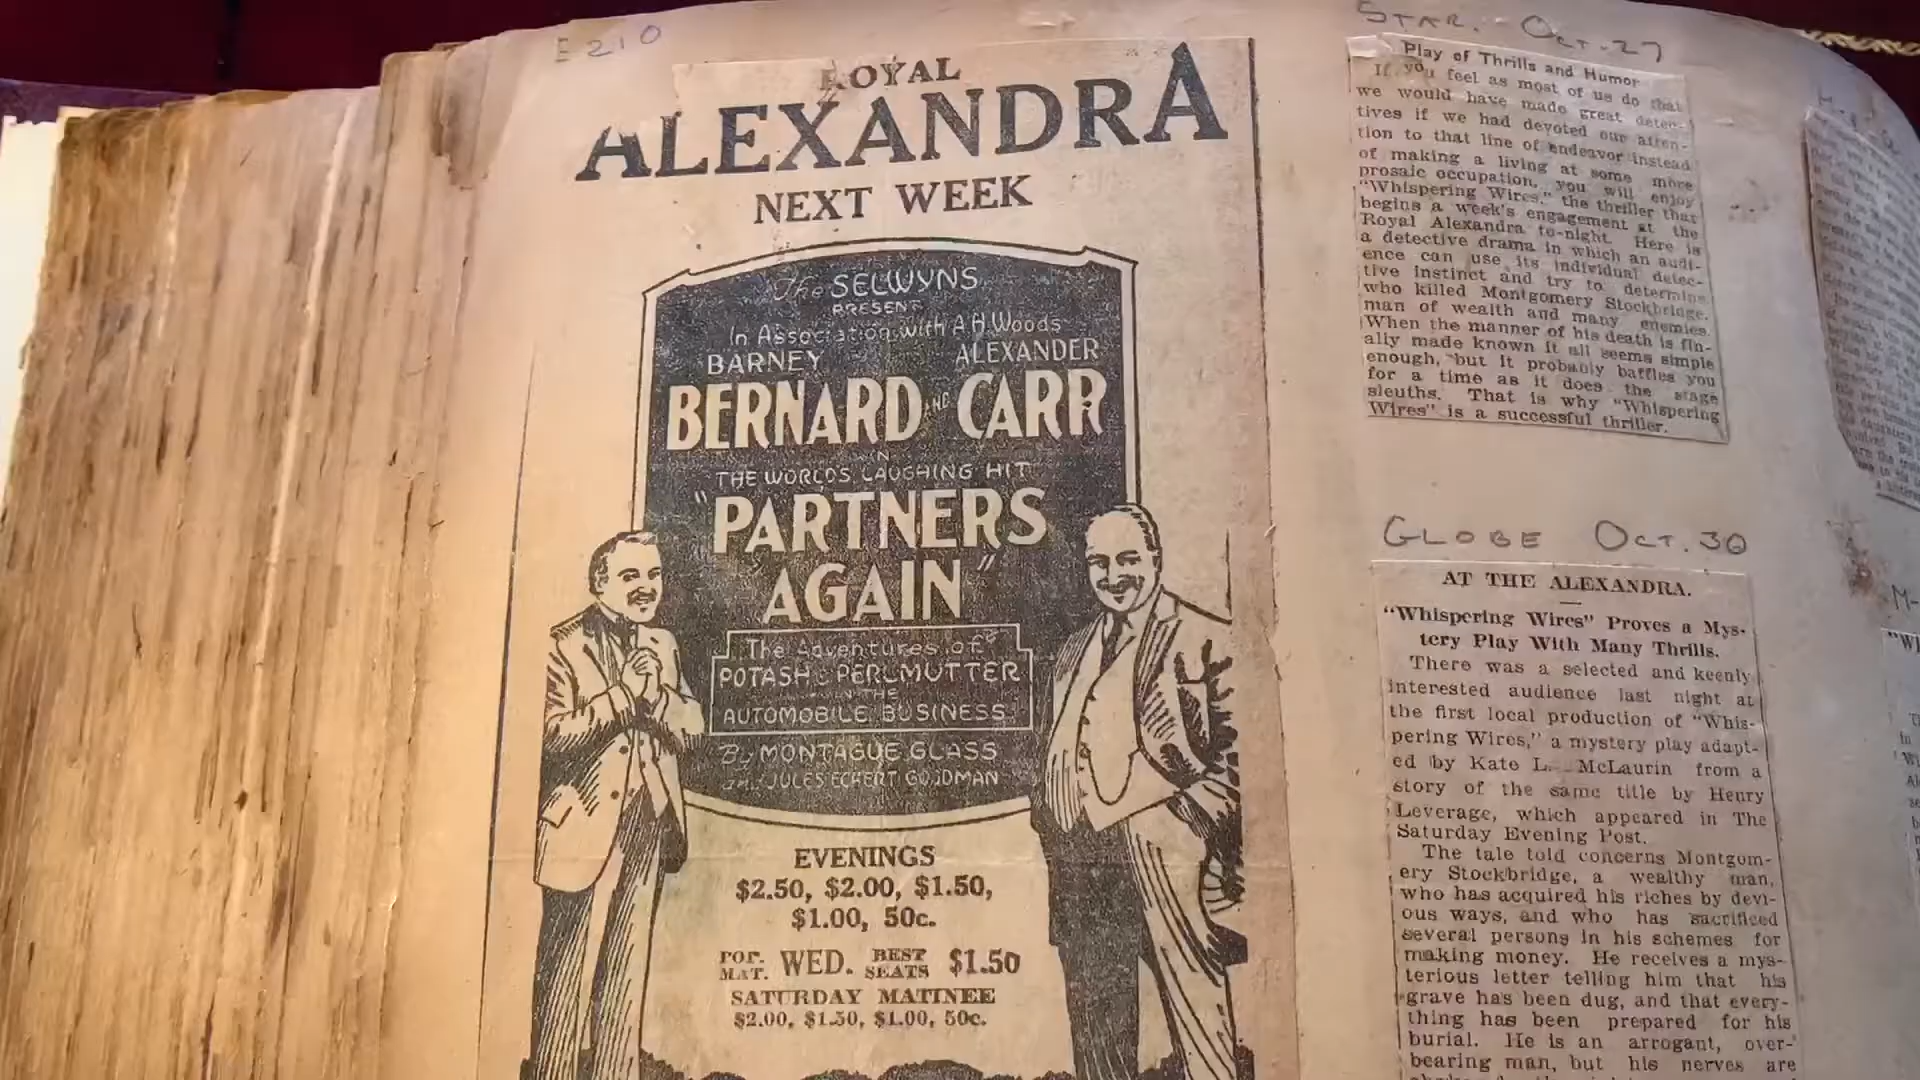 E210
ROYAL
ALEXANDRA
NEXT WEEK
The SELWYNS
PRESENT
In Association with A H Woods
BARNEY ALEXANDER
BERNARD AND CARR
IN
THE WORLD'S LAUGHING HIT
"PARTNERS
AGAIN"
The Adventures of
POTASH & PERLMUTTER
IN THE
AUTOMOBILE BUSINESS
By MONTAGUE GLASS
and JULES ECKERT GOODMAN
EVENINGS
$2.50, $2.00, $1.50,
$1.00, 50c.
POP. MAT. WED. BEST SEATS $1.50
SATURDAY MATINEE
$2.00, $1.50, $1.00, 50c.
STAR. OCT. 27
Play of Thrills and Humor
If you feel as most of us do that
we would have made great detec-
tives if we had devoted our atten-
tion to that line of endeavor instead
of making a living at some more
prosaic occupation, you will enjoy
"Whispering Wires," the thriller that
begins a week's engagement at the
Royal Alexandra to-night. Here is
a detective drama in which an audi-
ence can use its individual detec-
tive instinct and try to determine
who killed Montgomery Stockbridge,
man of wealth and many enemies.
When the manner of his death is fin-
ally made known it all seems simple
enough, but it probably baffles you
for a time as it does the stage
sleuths. That is why "Whispering
Wires" is a successful thriller.
GLOBE OCT. 30
AT THE ALEXANDRA.
"Whispering Wires" Proves a Mys-
tery Play With Many Thrills.
There was a selected and keenly
interested audience last night at
the first local production of "Whis-
pering Wires," a mystery play adapt-
ed by Kate L. McLaurin from a
story of the same title by Henry
Leverage, which appeared in The
Saturday Evening Post.
The tale told concerns Montgom-
ery Stockbridge, a wealthy man,
who has acquired his riches by devi-
ous ways, and who has sacrificed
several persons in his schemes for
making money. He receives a mys-
terious letter telling him that his
grave has been dug, and that every-
thing has been prepared for his
burial. He is an arrogant, over-
bearing man, but his nerves are